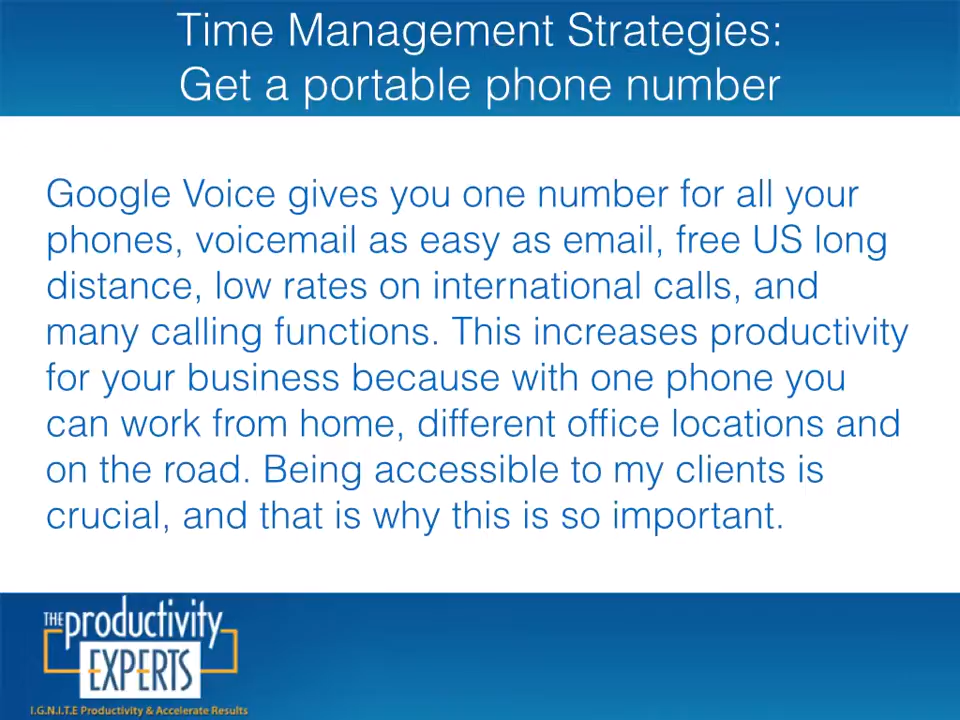 Time Management Strategies:
Get a portable phone number
Google Voice gives you one number for all your
phones, voicemail as easy as email, free US long
distance, low rates on international calls, and
many calling functions. This increases productivity
for your business because with one phone you
can work from home, different office locations and
on the road. Being accessible to my clients is
crucial, and that is why this is so important.
THE productivity
EXPERTS
I.G.N.I.T.E Productivity & Accelerate Results